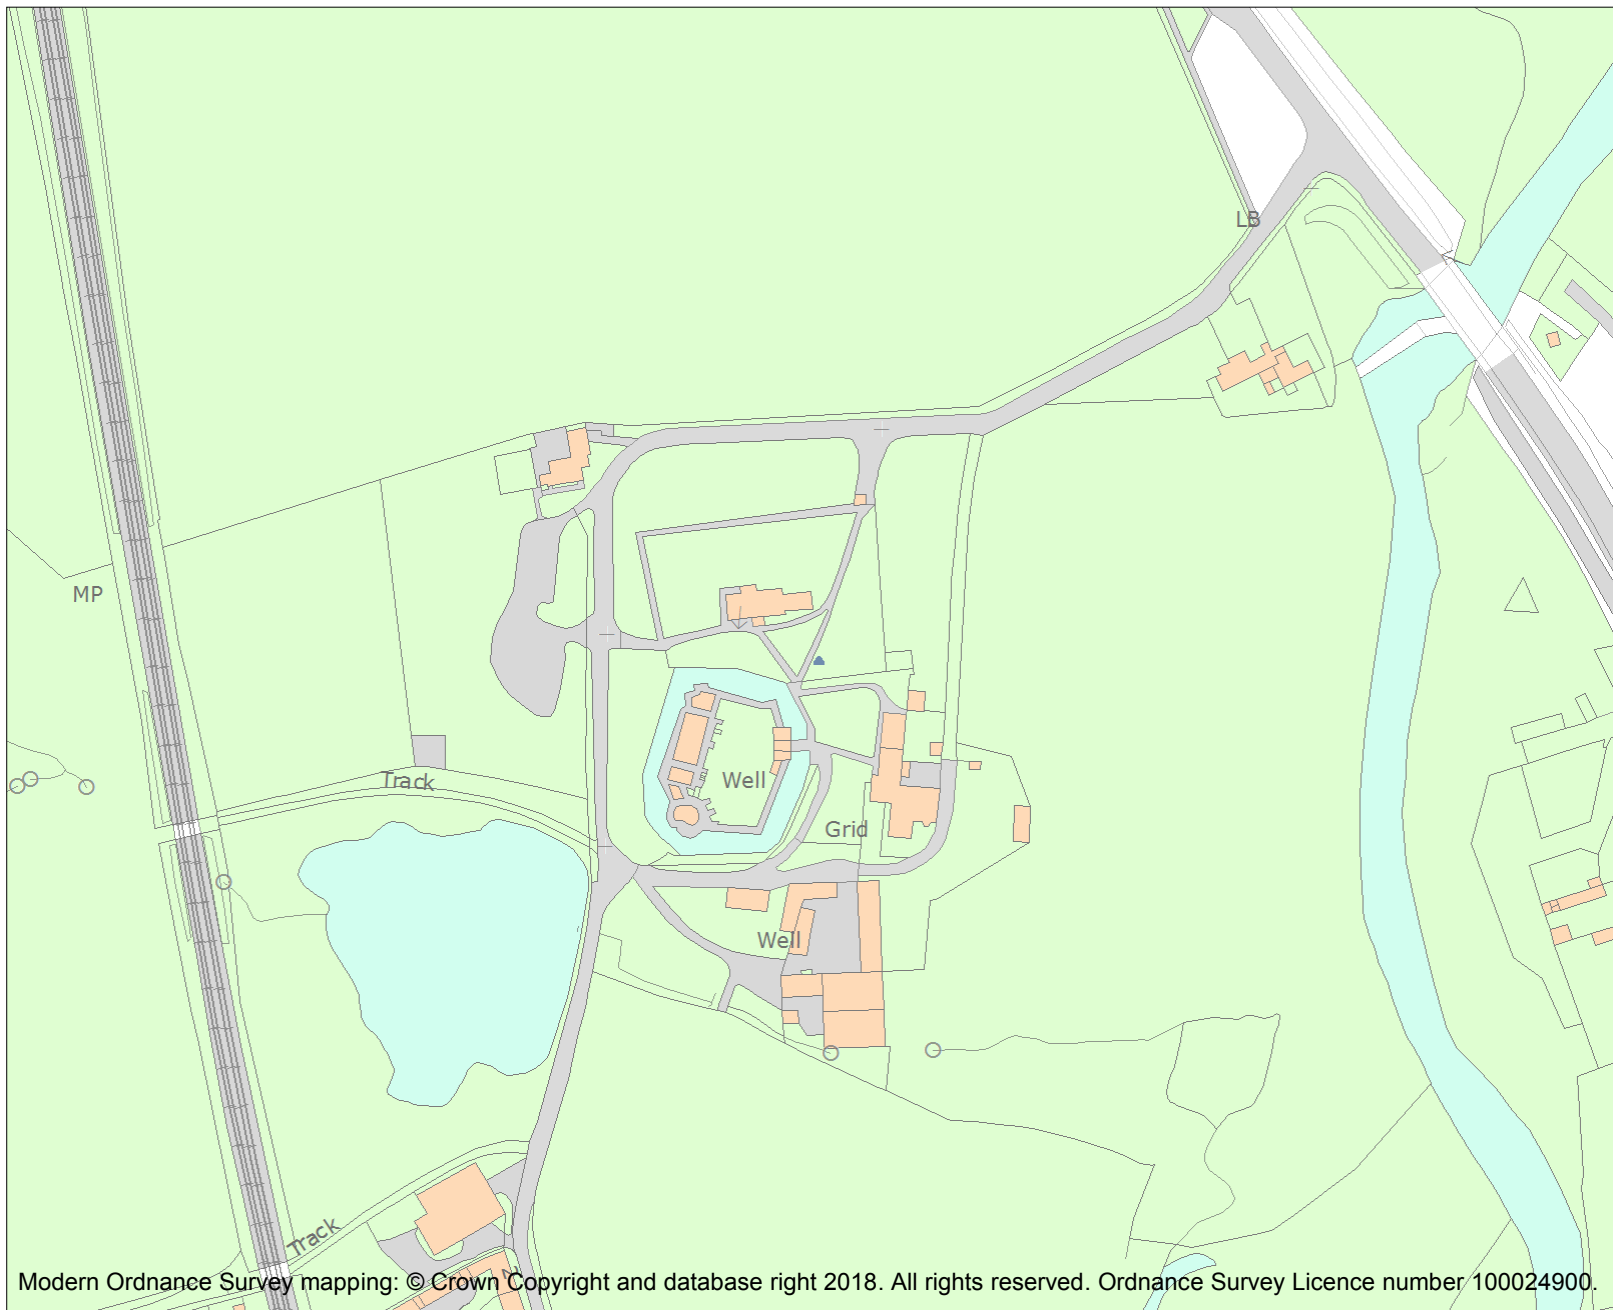 LB
MP
Track
Well
Grid
Well
Track
Modern Ordnance Survey mapping: © Crown Copyright and database right 2018. All rights reserved. Ordnance Survey Licence number 100024900.